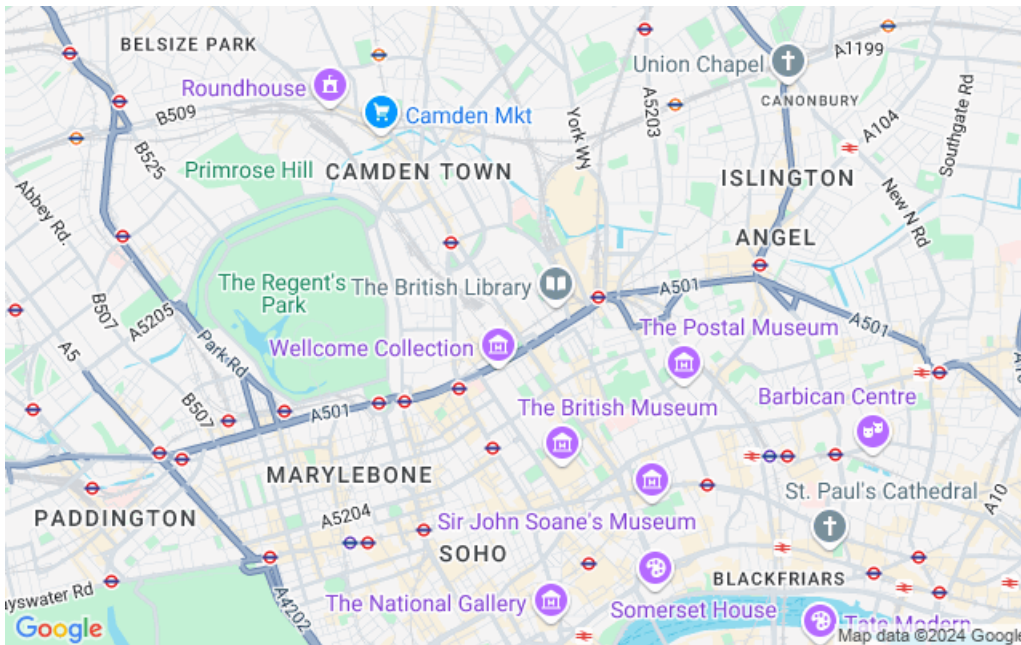 BELSIZE PARK
Union Chapel
A1199
Roundhouse
CANONBURY
B509
Camden Mkt
York WY
A5203
A104
Southgate Rd
B525
Primrose Hill
CAMDEN TOWN
ISLINGTON
Abbey Rd.
New N Rd
ANGEL
The Regent's
Park
The British Library
A501
B507
A5205
The Postal Museum
A501
A5
Park Rd
Wellcome Collection
B507
A501
The British Museum
Barbican Centre
MARYLEBONE
St. Paul's Cathedral
A10
PADDINGTON
A5204
Sir John Soane's Museum
SOHO
BLACKFRIARS
ayswater Rd
A4202
The National Gallery
Somerset House
Tate Modern
Google
Map data ©2024 Google